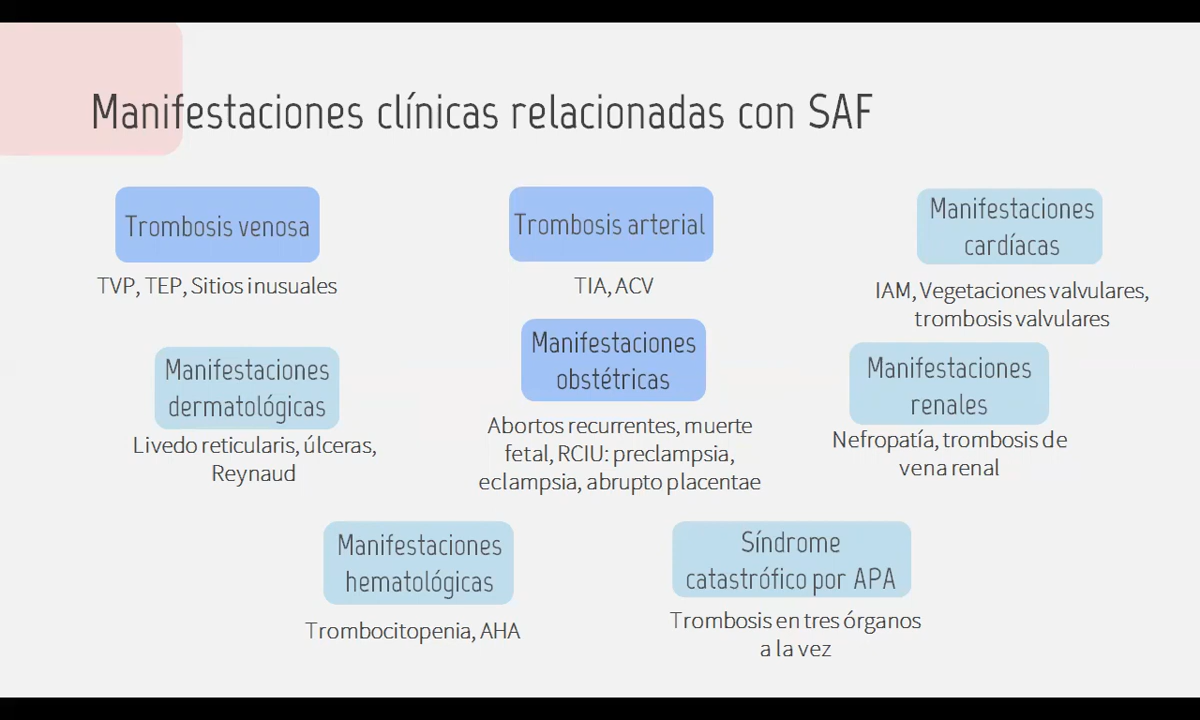 Manifestaciones clínicas relacionadas con SAF
Trombosis venosa
TVP, TEP, Sitios inusuales
Trombosis arterial
TIA, ACV
Manifestaciones
cardíacas
IAM, Vegetaciones valvulares,
trombosis valvulares
Manifestaciones
dermatológicas
Livedo reticularis, úlceras,
Reynaud
Manifestaciones
obstétricas
Abortos recurrentes, muerte
fetal, RCIU: preclampsia,
eclampsia, abrupto placentae
Manifestaciones
renales
Nefropatía, trombosis de
vena renal
Manifestaciones
hematológicas
Trombocitopenia, AHA
Síndrome
catastrófico por APA
Trombosis en tres órganos
a la vez